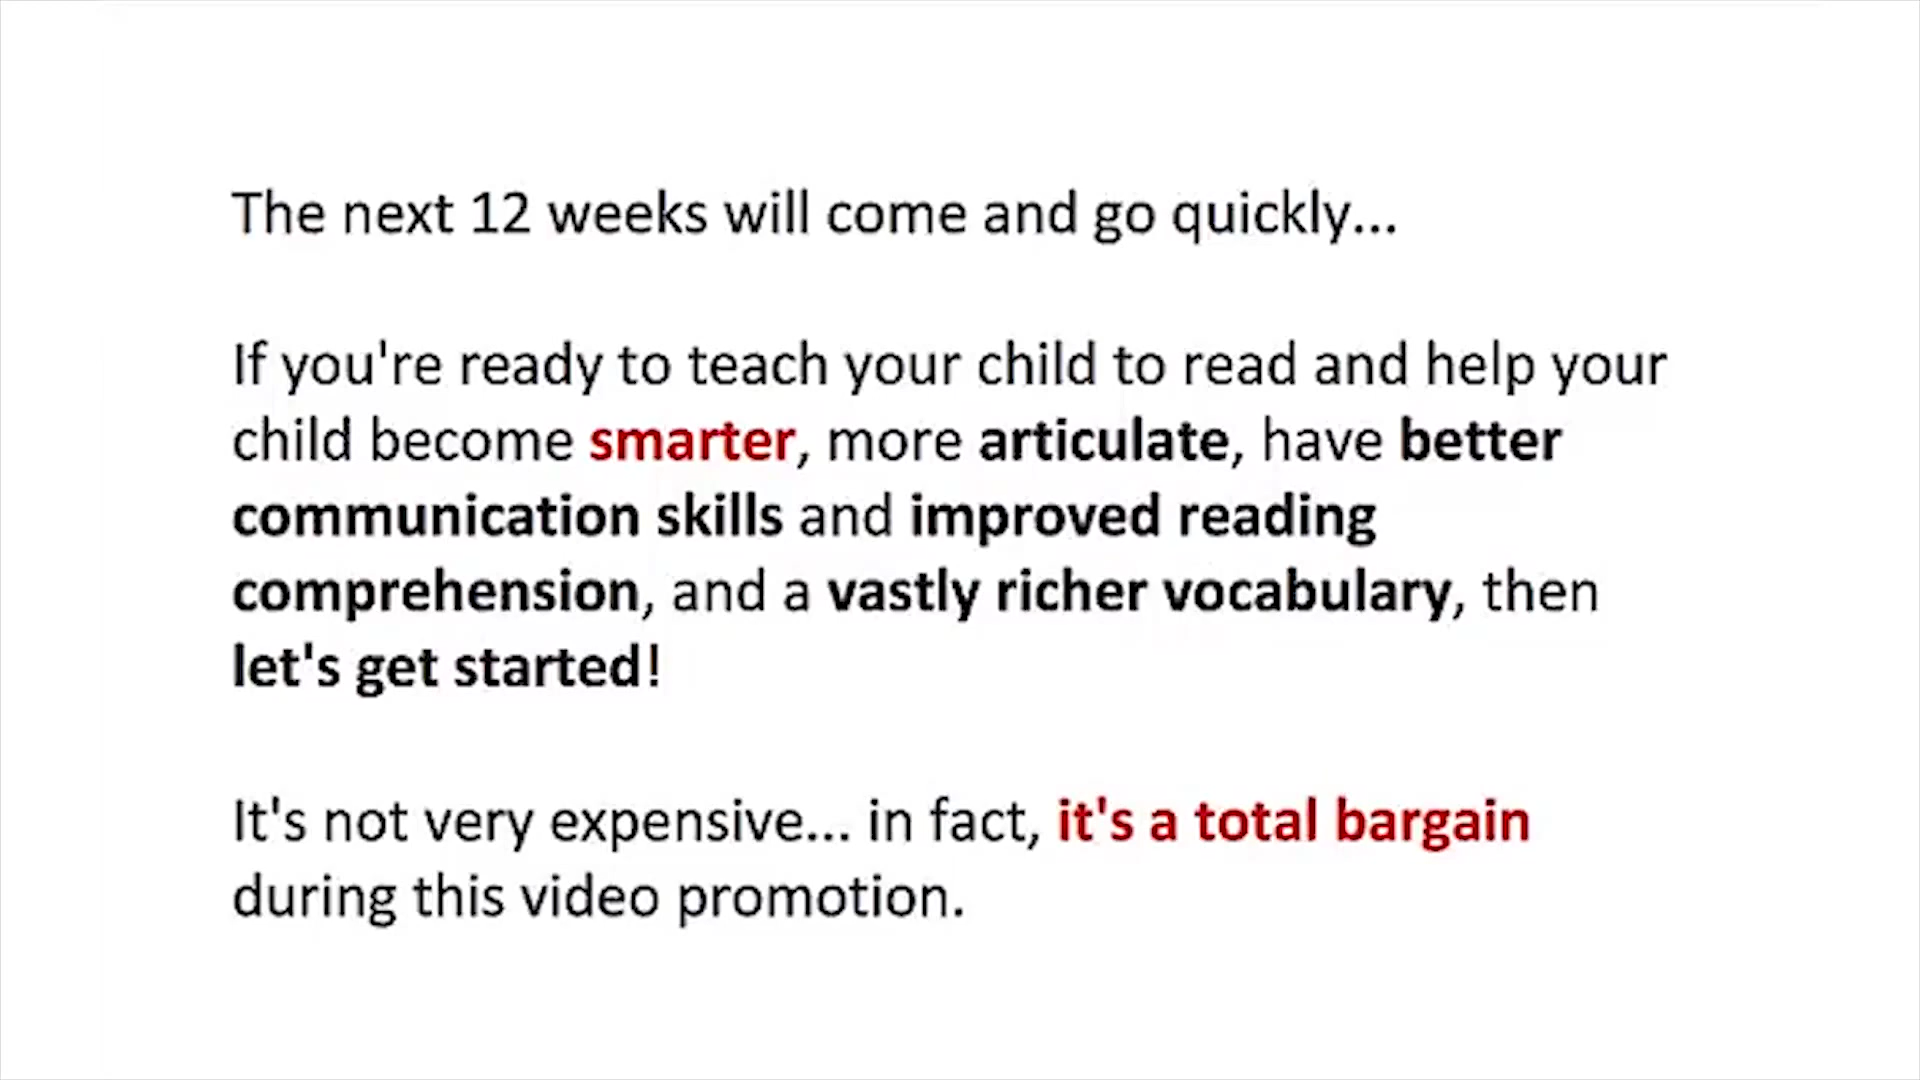 The next 12 weeks will come and go quickly...
If you're ready to teach your child to read and help your
child become smarter, more articulate, have better
communication skills and improved reading
comprehension, and a vastly richer vocabulary, then
let's get started!
It's not very expensive... in fact, it's a total bargain
during this video promotion.